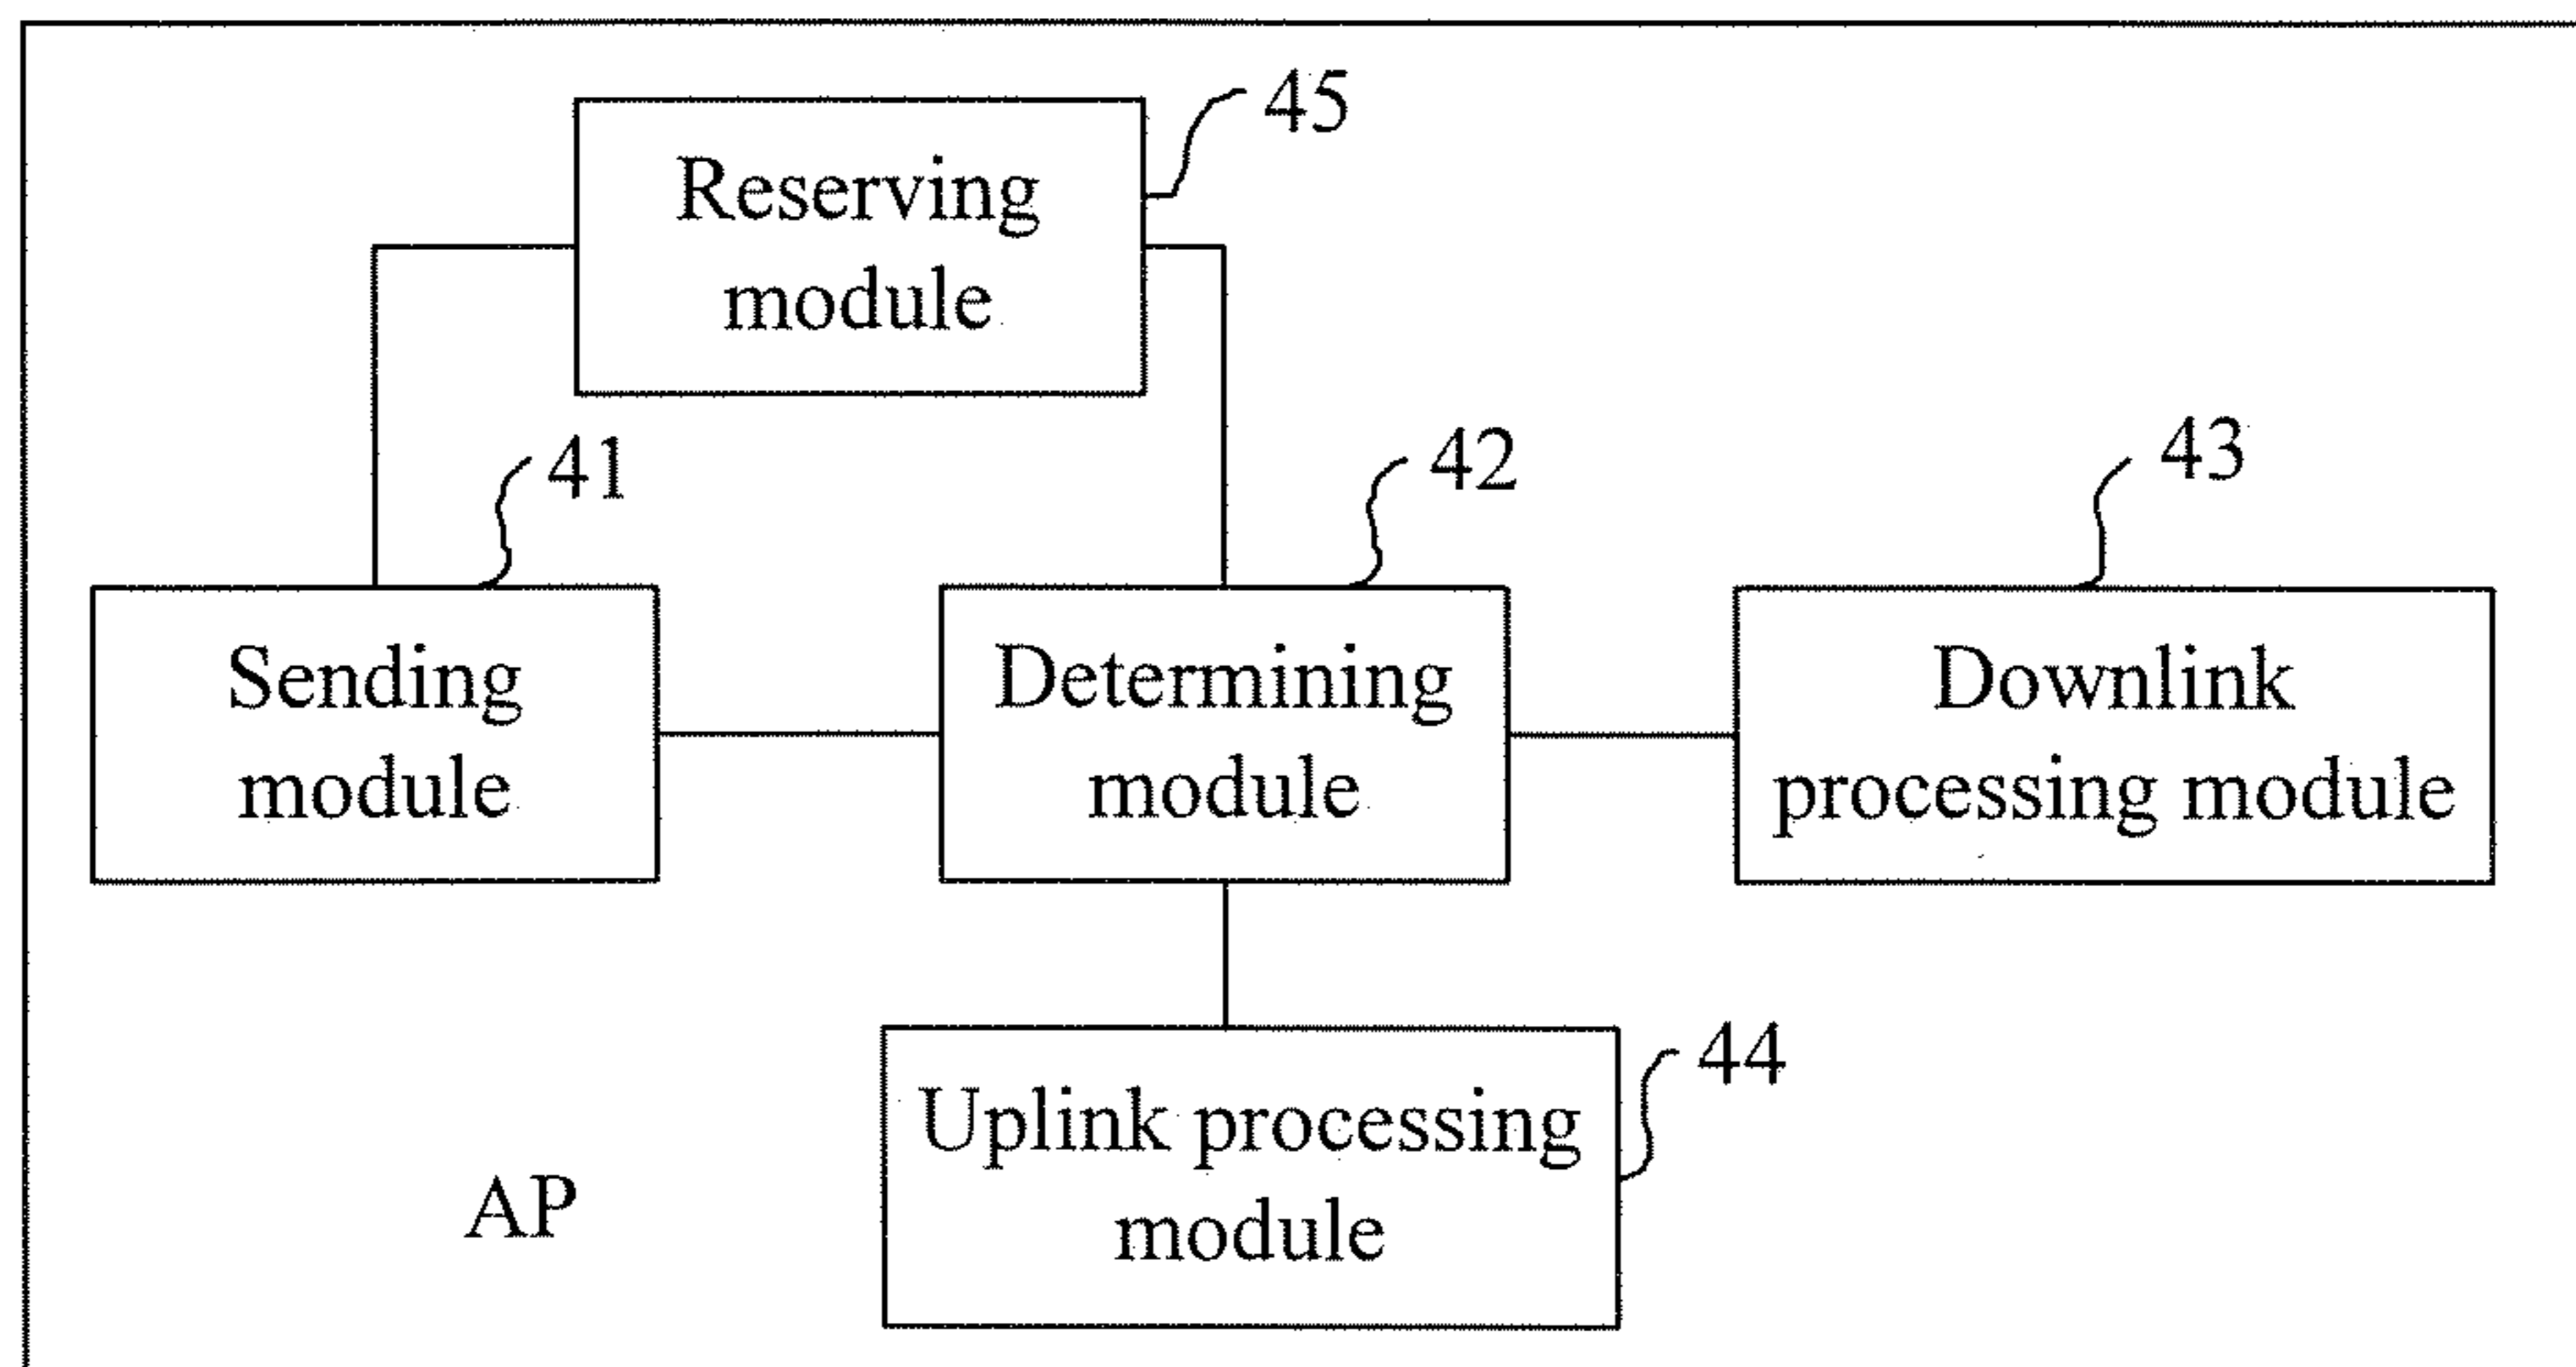 45
Reserving
module
41
42
43
Sending
module
Determining
module
Downlink
processing module
44
Uplink processing
module
AP